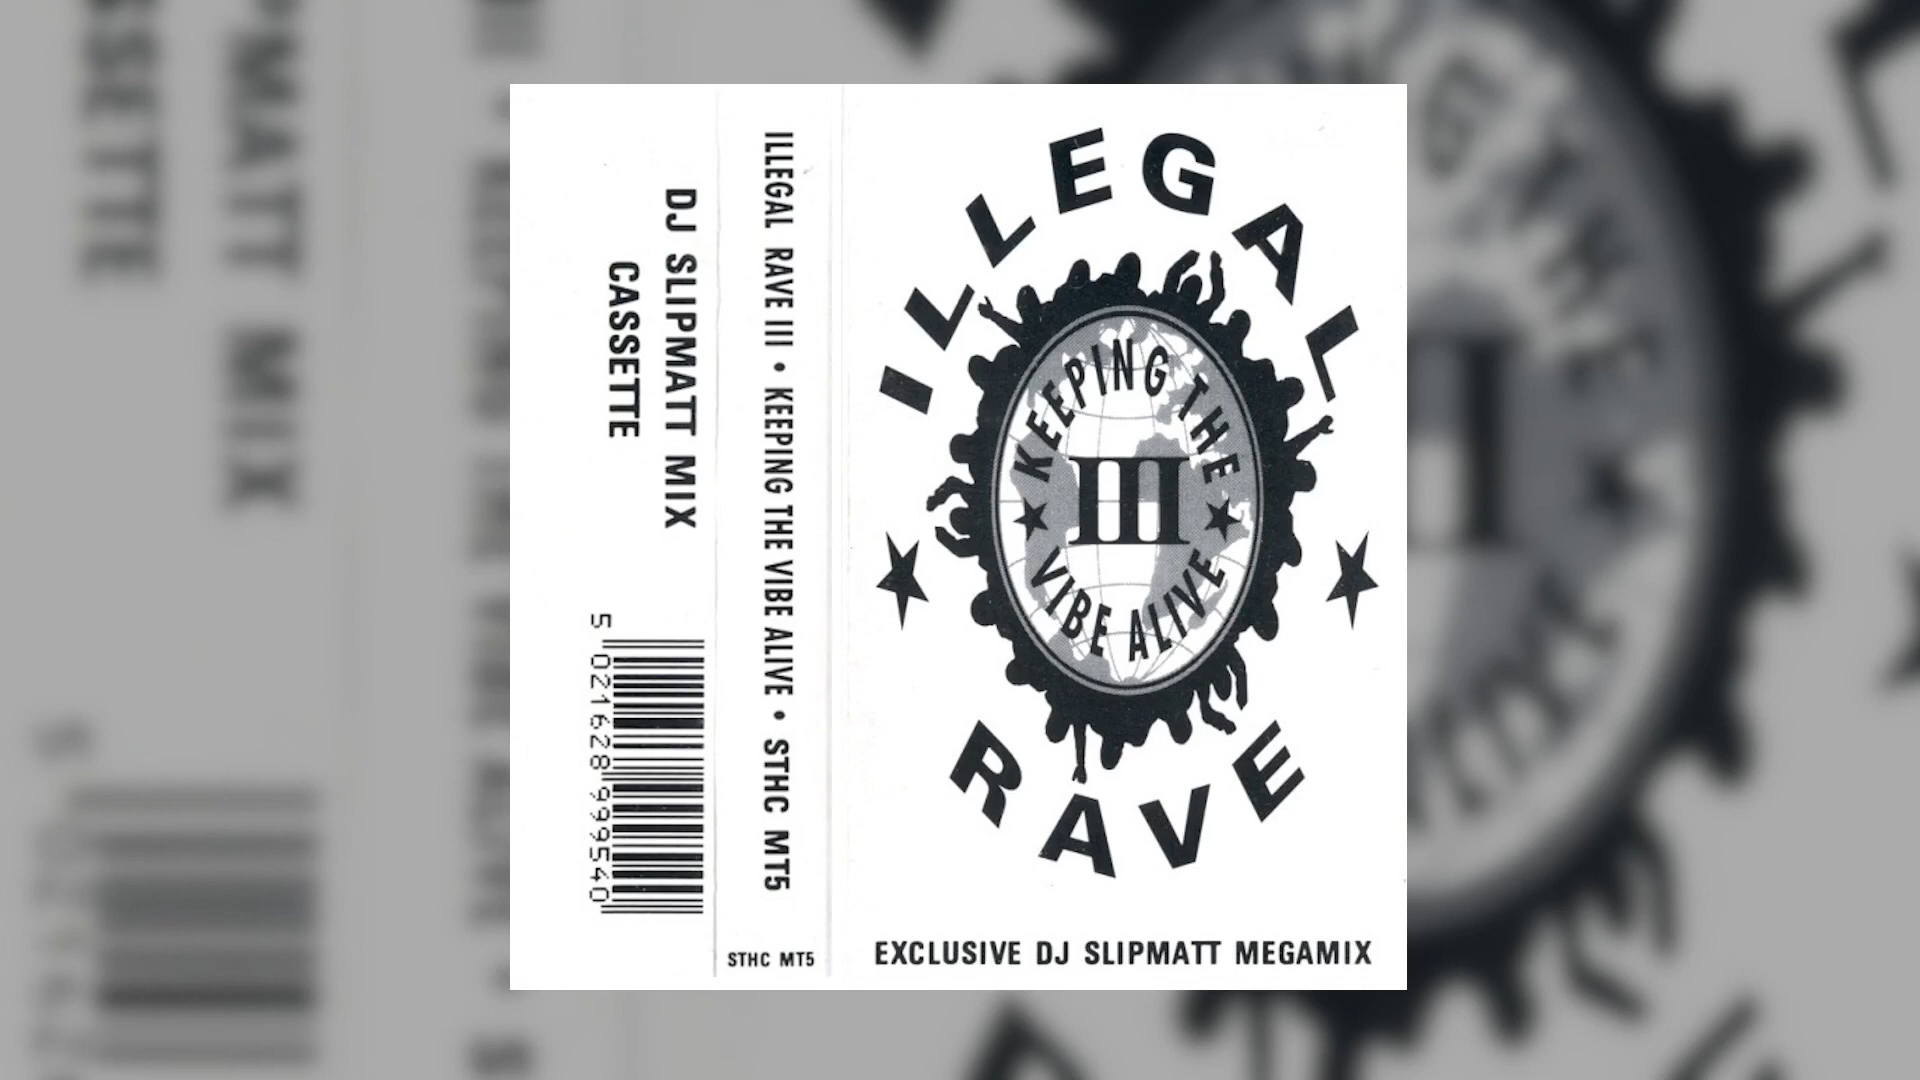 DJ SLIPMATT MIX
CASSETTE
5 021628 999540
ILLEGAL RAVE III • KEEPING THE VIBE ALIVE • STHC MT5
STHC MT5
ILLEGAL
KEEPING THE
III
VIBE ALIVE
RAVE
EXCLUSIVE DJ SLIPMATT MEGAMIX